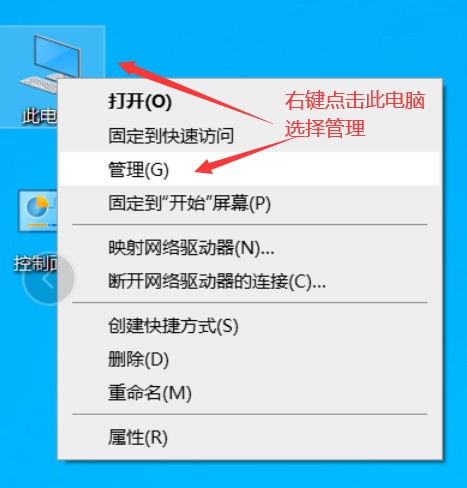 此电
打开(O)
右键点击此电脑
选择管理
固定到快速访问
管理(G)
固定到“开始”屏幕(P)
映射网络驱动器(N)...
控制面
断开网络驱动器的连接(C)...
创建快捷方式(S)
删除(D)
重命名(M)
属性(R)